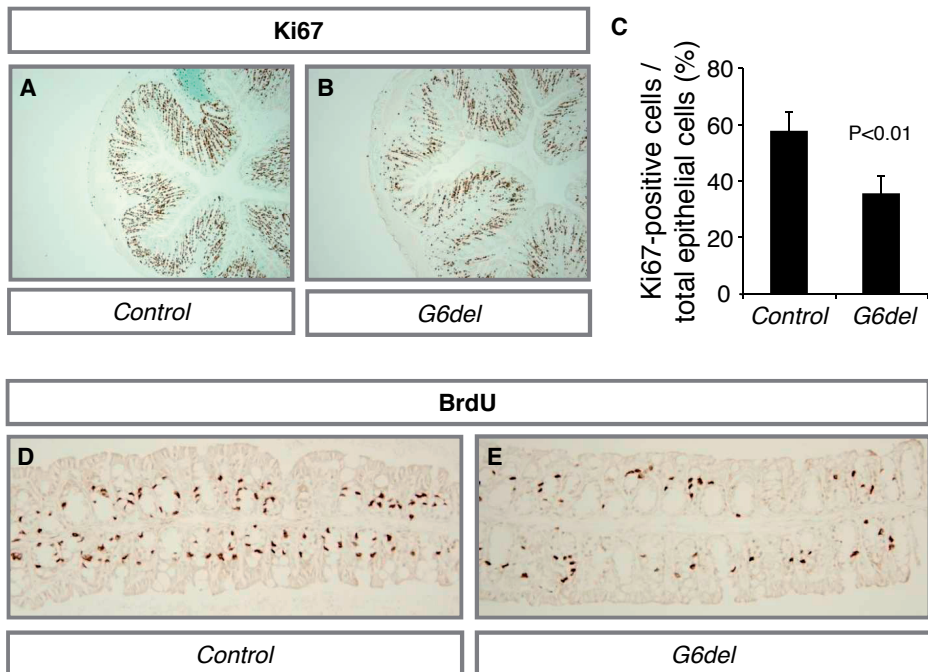 Ki67
A
B
Control
G6del
C
Ki67-positive cells /
total epithelial cells (%)
80
60
40
20
0
P<0.01
Control
G6del
BrdU
D
E
Control
G6del